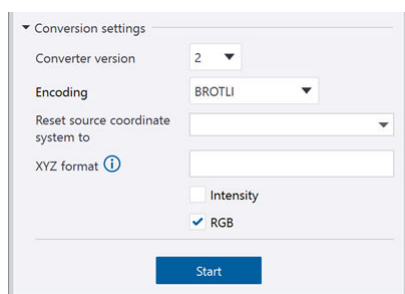 Conversion settings
Converter version 2
Encoding BROTLI
Reset source coordinate
system to
XYZ format
Intensity
RGB
Start